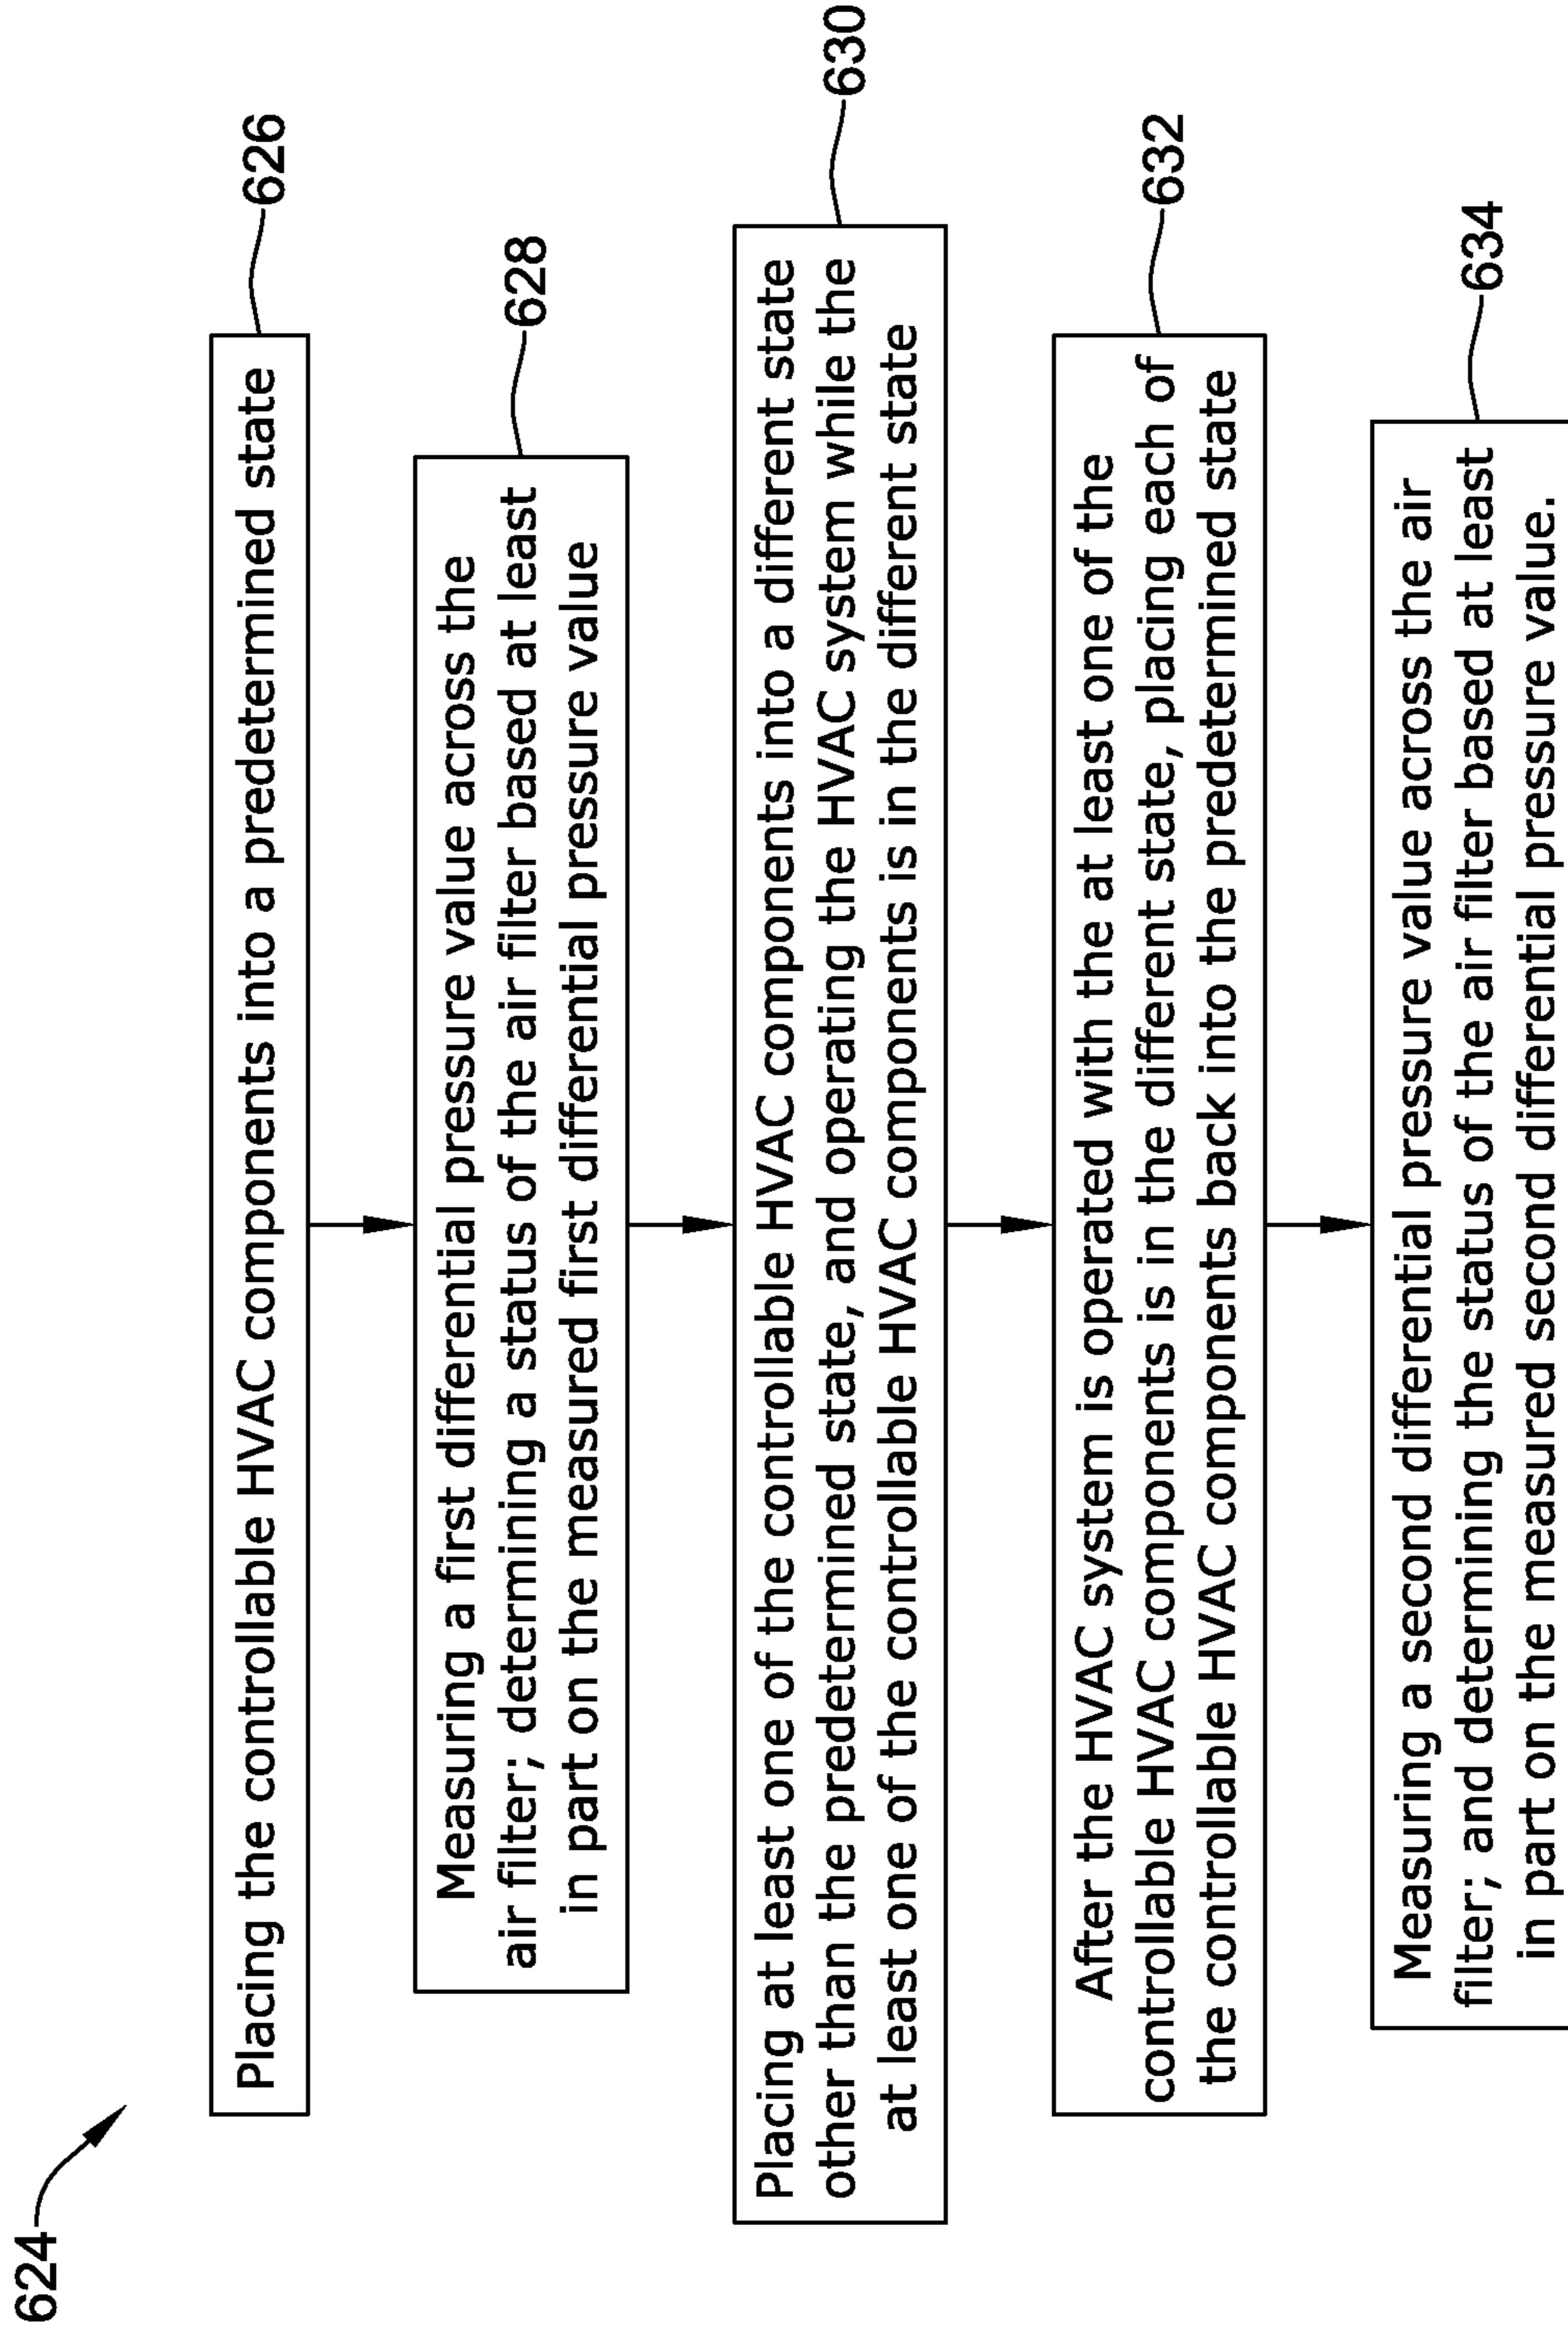 624
Placing the controllable HVAC components into a predetermined state
626
Measuring a first differential pressure value across the
air filter; determining a status of the air filter based at least
in part on the measured first differential pressure value
628
Placing at least one of the controllable HVAC components into a different state
other than the predetermined state, and operating the HVAC system while the
at least one of the controllable HVAC components is in the different state
630
After the HVAC system is operated with the at least one of the
controllable HVAC components is in the different state, placing each of
the controllable HVAC components back into the predetermined state
632
Measuring a second differential pressure value across the air
filter; and determining the status of the air filter based at least
in part on the measured second differential pressure value.
634